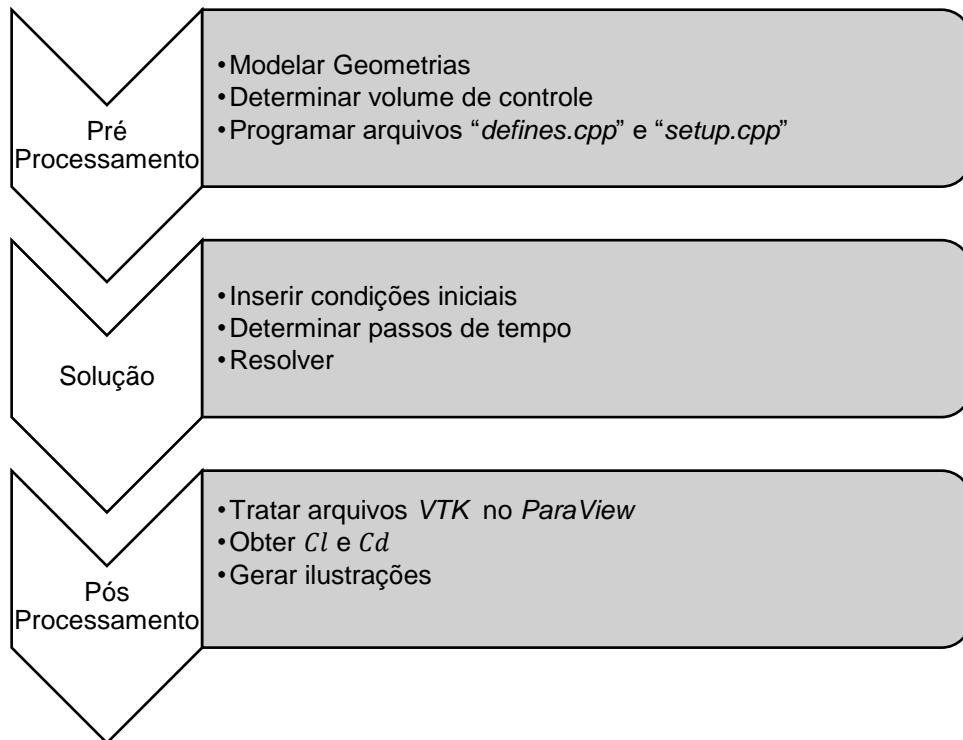 Pré
Processamento
•Modelar Geometrias
•Determinar volume de controle
•Programar arquivos “defines.cpp” e “setup.cpp”
Solução
•Inserir condições iniciais
•Determinar passos de tempo
•Resolver
Pós
Processamento
•Tratar arquivos VTK no ParaView
•Obter Cl e Cd
•Gerar ilustrações